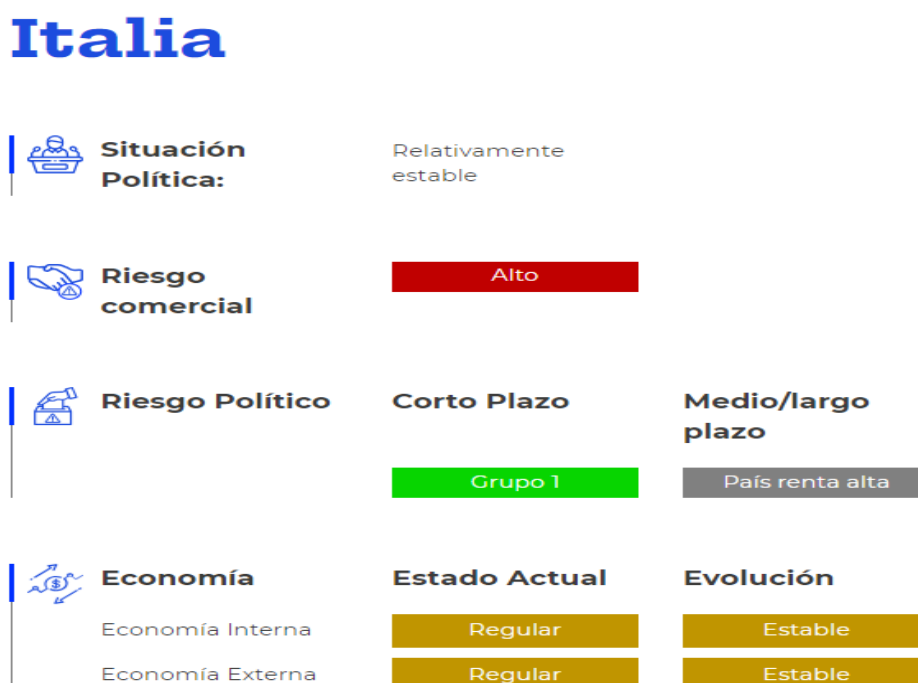 Italia
Situación
Política:
Relativamente
estable
Riesgo
comercial
Alto
Riesgo Político
Corto Plazo
Medio/largo
plazo
Grupo 1
País renta alta
Economía
Estado Actual
Evolución
Economía Interna
Regular
Estable
Economía Externa
Regular
Estable